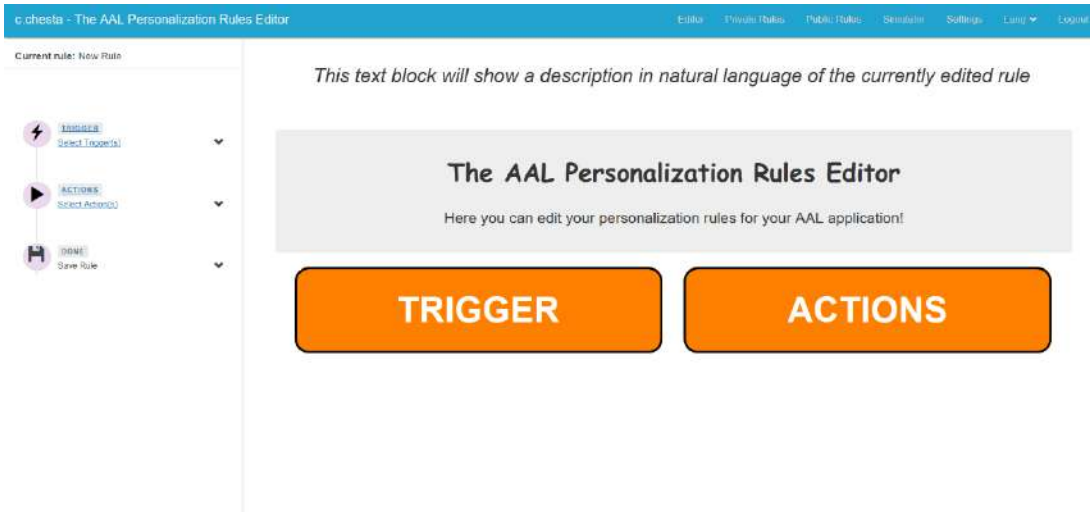 c.chesta - The AAL Personalization Rules Editor
Editor Private Rules Public Rules Simulator Settings Lang Logout
Current rule: New Rule
This text block will show a description in natural language of the currently edited rule
TRIGGER
Select Trigger(s)
The AAL Personalization Rules Editor
Here you can edit your personalization rules for your AAL application!
ACTIONS
Select Action(s)
DONE
Save Rule
TRIGGER ACTIONS